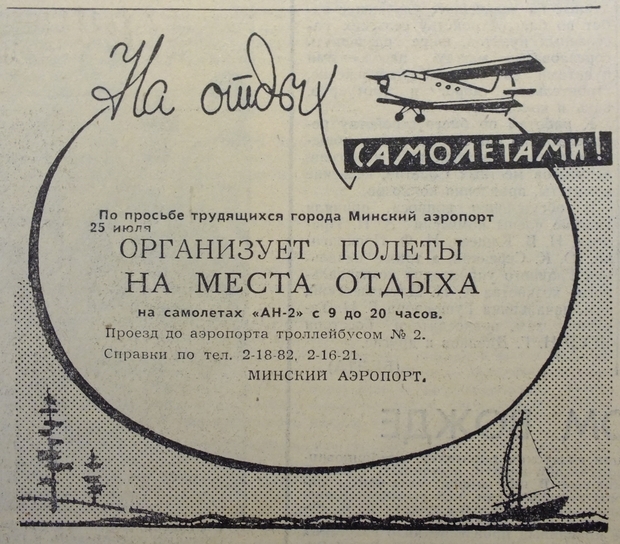 На отдых
САМОЛЕТАМИ!
По просьбе трудящихся города Минский аэропорт
25 июля
ОРГАНИЗУЕТ ПОЛЕТЫ
НА МЕСТА ОТДЫХА
на самолетах «АН-2» с 9 до 20 часов.
Проезд до аэропорта троллейбусом № 2.
Справки по тел. 2-18-82, 2-16-21.
МИНСКИЙ АЭРОПОРТ.